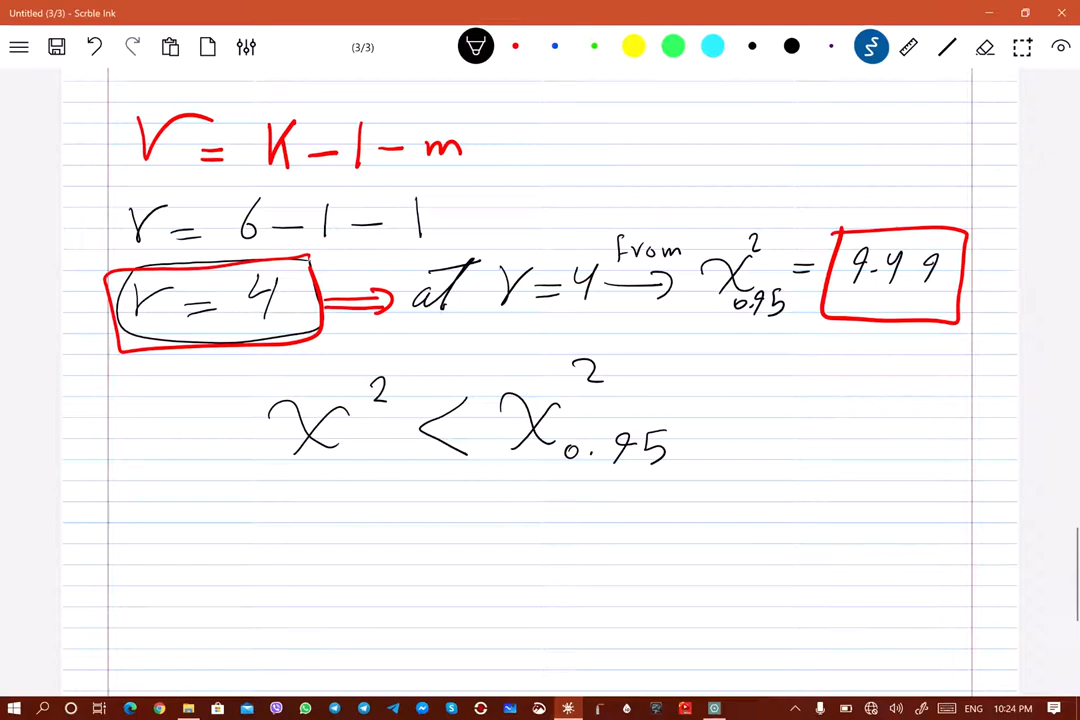 Untitled (3/3) - Scrble Ink
(3/3)
r = K - 1 - m
r = 6 - 1 - 1
r = 4 ⇒ at r = 4 from → χ²0.95 = 9.49
χ² < χ²0.95
ENG 10:24 PM